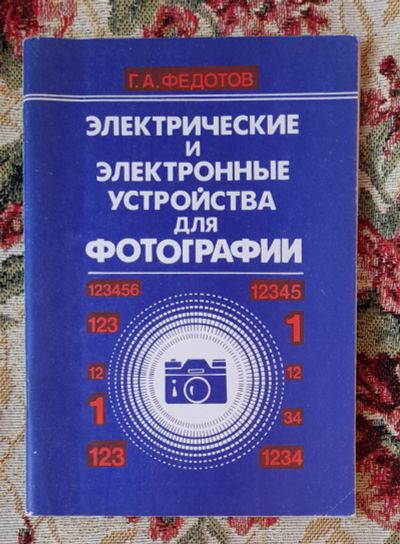 Г.А. ФЕДОТОВ
ЭЛЕКТРИЧЕСКИЕ
И
ЭЛЕКТРОННЫЕ
УСТРОЙСТВА
ДЛЯ
ФОТОГРАФИИ
123456 12345
123 1
12 12
1 34
123 1234